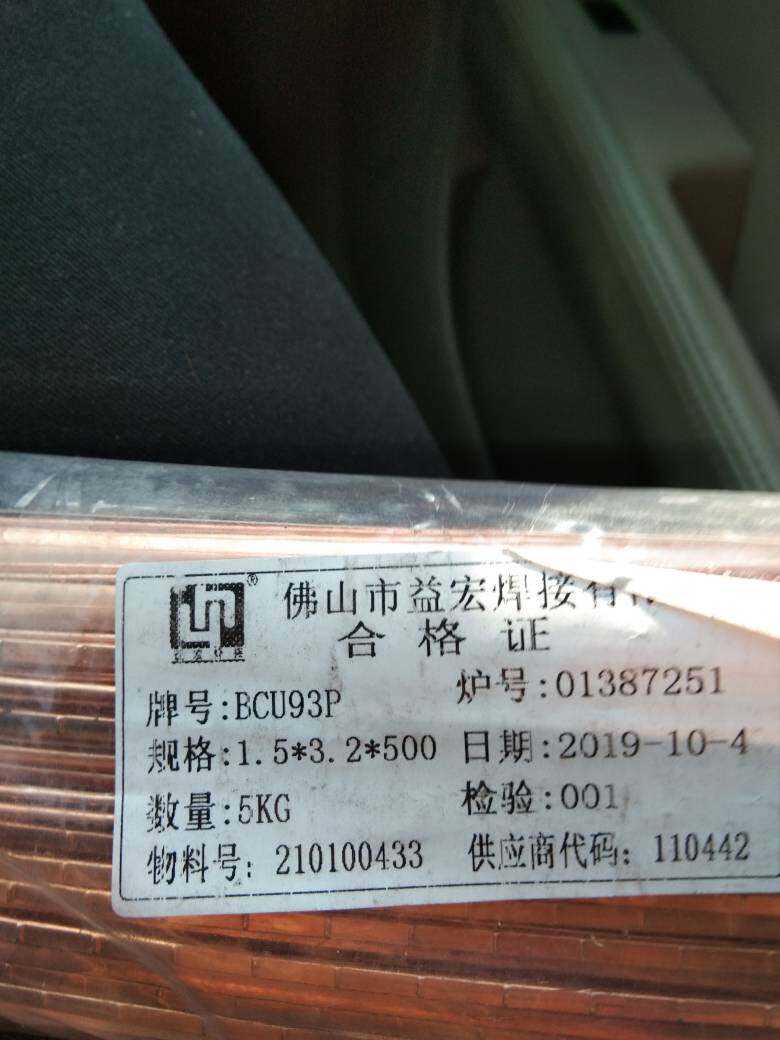 佛山市益宏焊接有
合格证
牌号:BCU93P
炉号:01387251
规格:1.5*3.2*500
日期:2019-10-4
数量:5KG
检验:001
物料号: 210100433
供应商代码: 110442